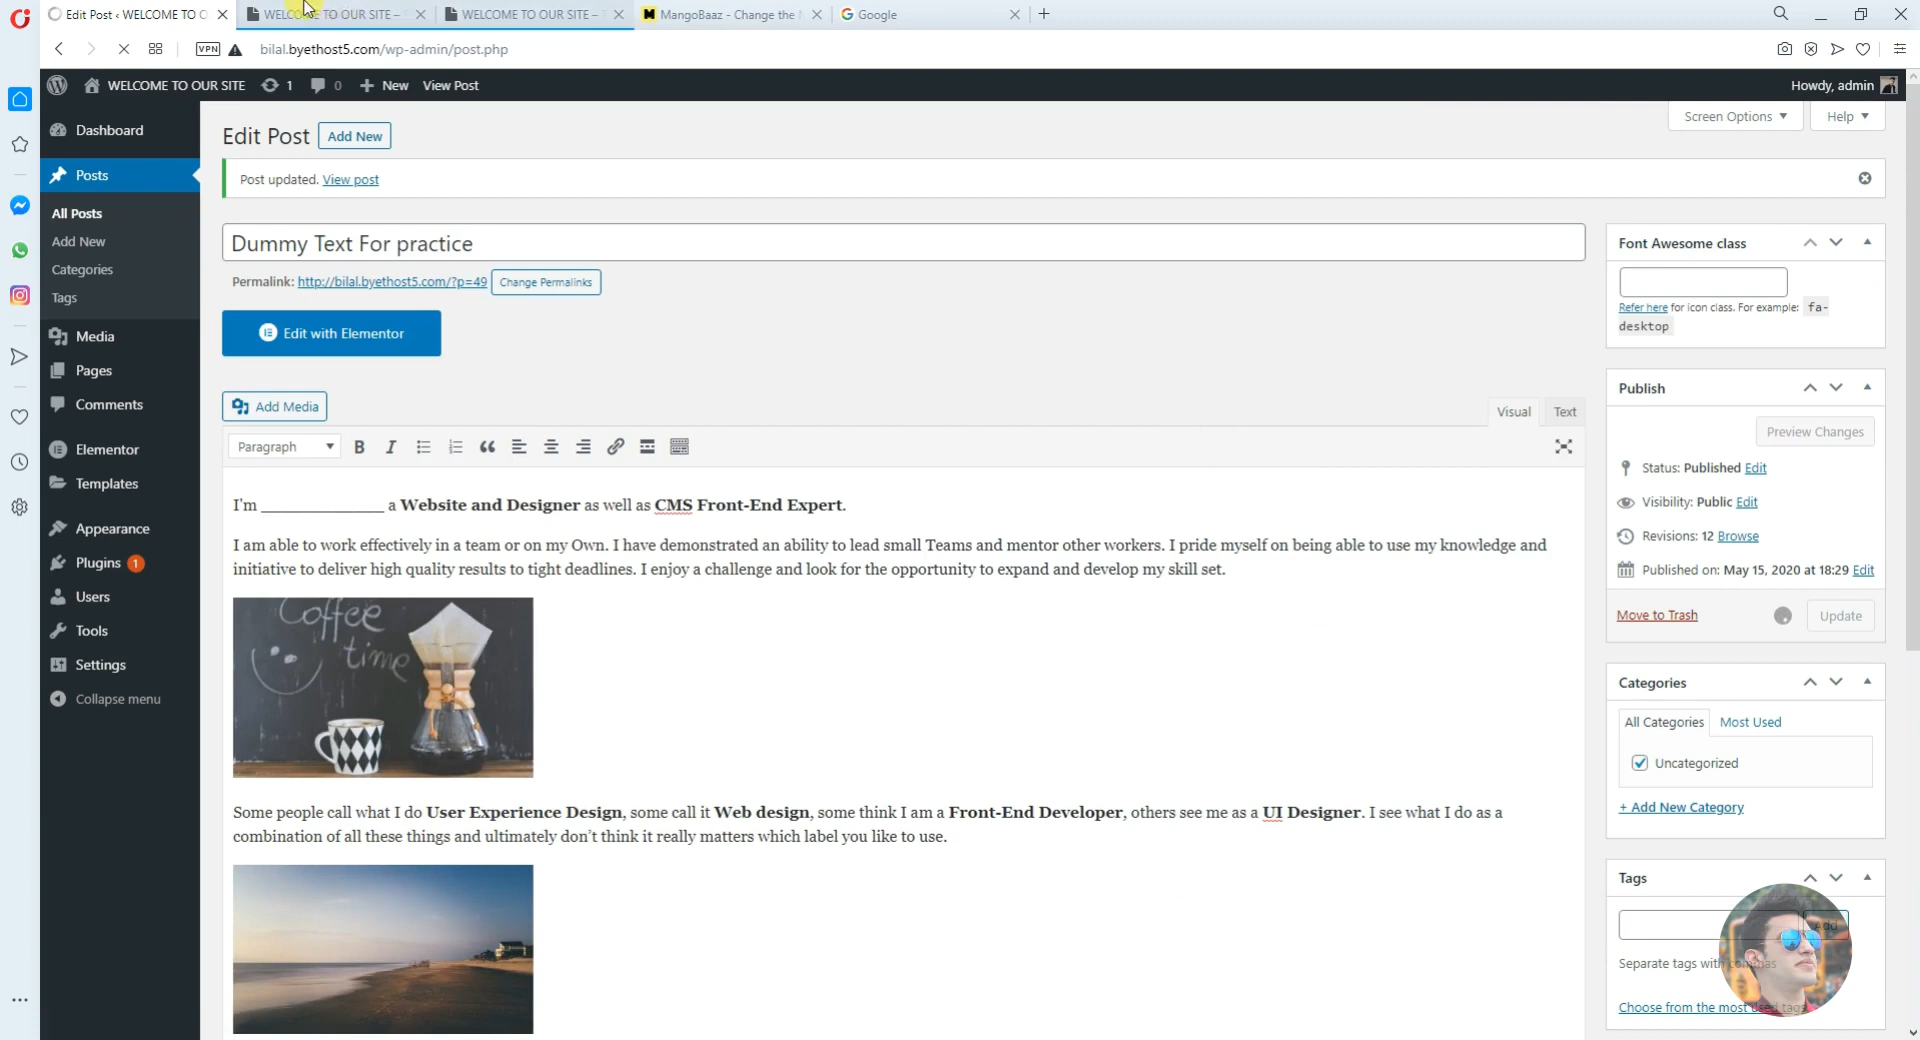 Edit Post ‹ WELCOME TO O
WELCOME TO OUR SITE –
WELCOME TO OUR SITE –
MangoBaaz - Change the
Google
VPN
bilal.byethost5.com/wp-admin/post.php
WELCOME TO OUR SITE
1
0
New
View Post
Howdy, admin
Dashboard
Posts
All Posts
Add New
Categories
Tags
Media
Pages
Comments
Elementor
Templates
Appearance
Plugins 1
Users
Tools
Settings
Collapse menu
Screen Options
Help
Edit Post
Add New
Post updated. View post
Dummy Text For practice
Permalink: http://bilal.byethost5.com/?p=49
Change Permalinks
Edit with Elementor
Add Media
Visual
Text
Paragraph
B
I
I'm ______________ a Website and Designer as well as CMS Front-End Expert.
I am able to work effectively in a team or on my Own. I have demonstrated an ability to lead small Teams and mentor other workers. I pride myself on being able to use my knowledge and
initiative to deliver high quality results to tight deadlines. I enjoy a challenge and look for the opportunity to expand and develop my skill set.
Coffee
time
Some people call what I do User Experience Design, some call it Web design, some think I am a Front-End Developer, others see me as a UI Designer. I see what I do as a
combination of all these things and ultimately don't think it really matters which label you like to use.
Font Awesome class
Refer here for icon class. For example: fa-
desktop
Publish
Preview Changes
Status: Published Edit
Visibility: Public Edit
Revisions: 12 Browse
Published on: May 15, 2020 at 18:29 Edit
Move to Trash
Update
Categories
All Categories
Most Used
Uncategorized
+ Add New Category
Tags
Add
Separate tags with commas
Choose from the most used tags